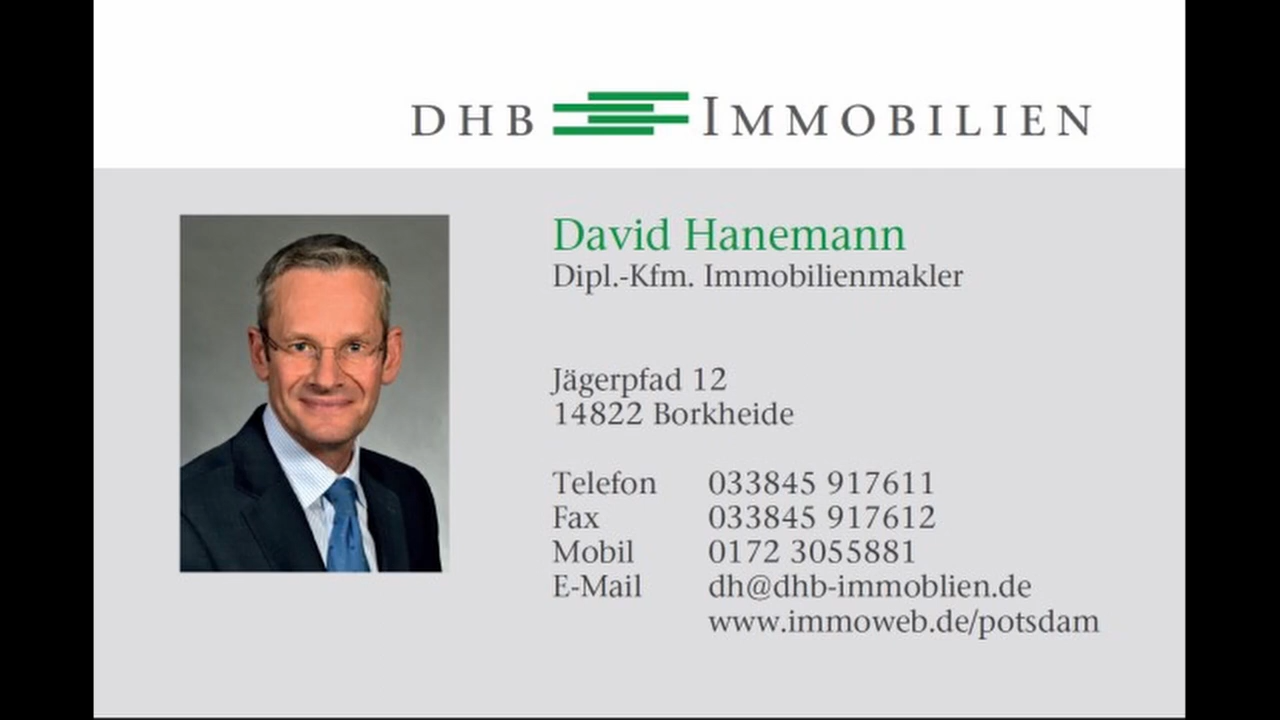 DHB IMMOBILIEN
David Hanemann
Dipl.-Kfm. Immobilienmakler
Jägerpfad 12
14822 Borkheide
Telefon 033845 917611
Fax 033845 917612
Mobil 0172 3055881
E-Mail dh@dhb-immoblien.de
www.immoweb.de/potsdam